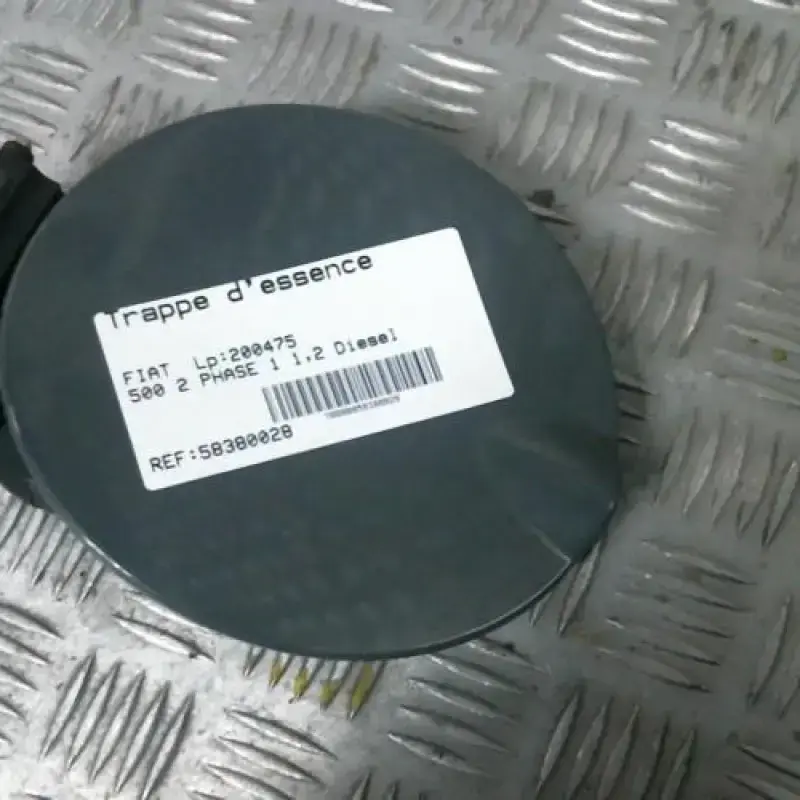 Trappe d'essence
FIAT Lp:200475
500 2 PHASE 1 1.2 Diesel
REF:58380028